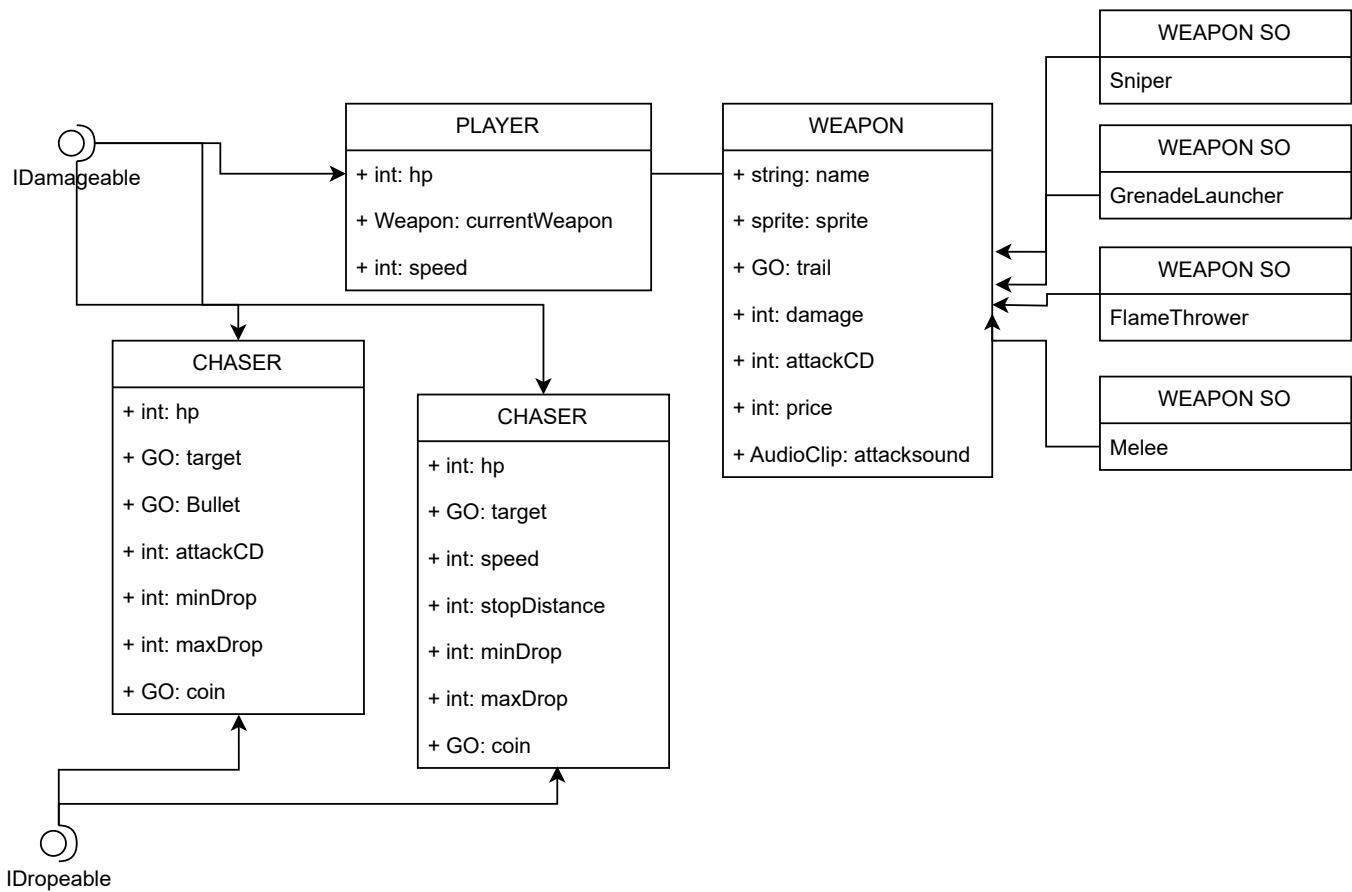 IDamageable
PLAYER
+ int: hp
+ Weapon: currentWeapon
+ int: speed
WEAPON
+ string: name
+ sprite: sprite
+ GO: trail
+ int: damage
+ int: attackCD
+ int: price
+ AudioClip: attacksound
WEAPON SO
Sniper
WEAPON SO
GrenadeLauncher
WEAPON SO
FlameThrower
WEAPON SO
Melee
CHASER
+ int: hp
+ GO: target
+ GO: Bullet
+ int: attackCD
+ int: minDrop
+ int: maxDrop
+ GO: coin
CHASER
+ int: hp
+ GO: target
+ int: speed
+ int: stopDistance
+ int: minDrop
+ int: maxDrop
+ GO: coin
IDropeable